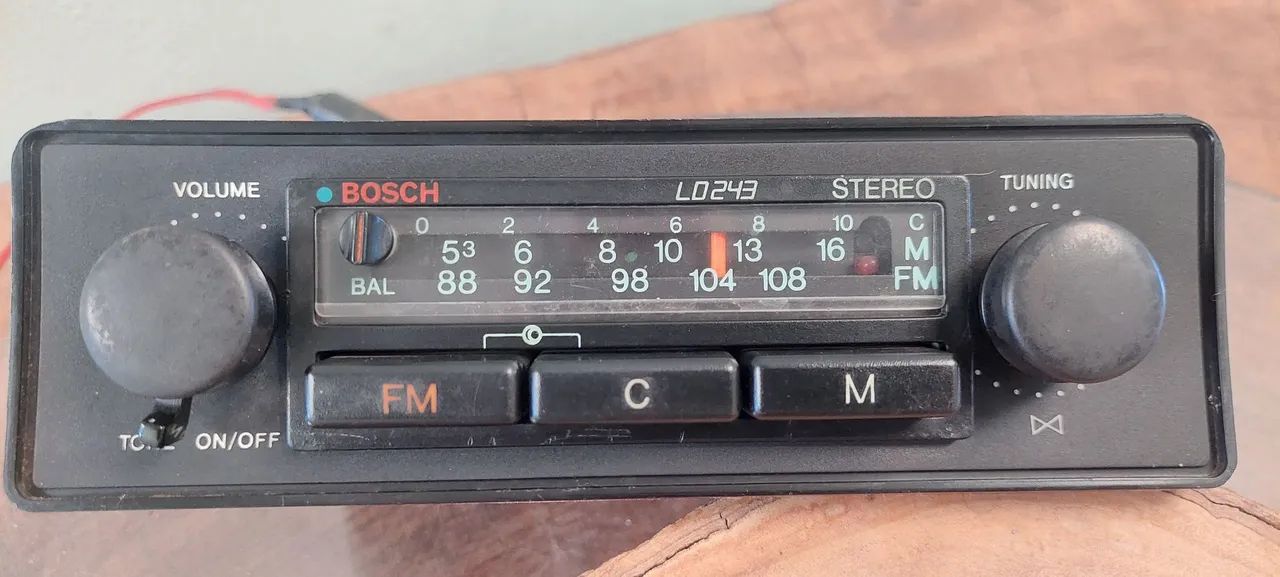 VOLUME
BOSCH LD243 STEREO
TUNING
0 2 4 6 8 10 C
53 6 8 10 13 16 M
BAL 88 92 98 104 108 FM
FM C M
ON/OFF